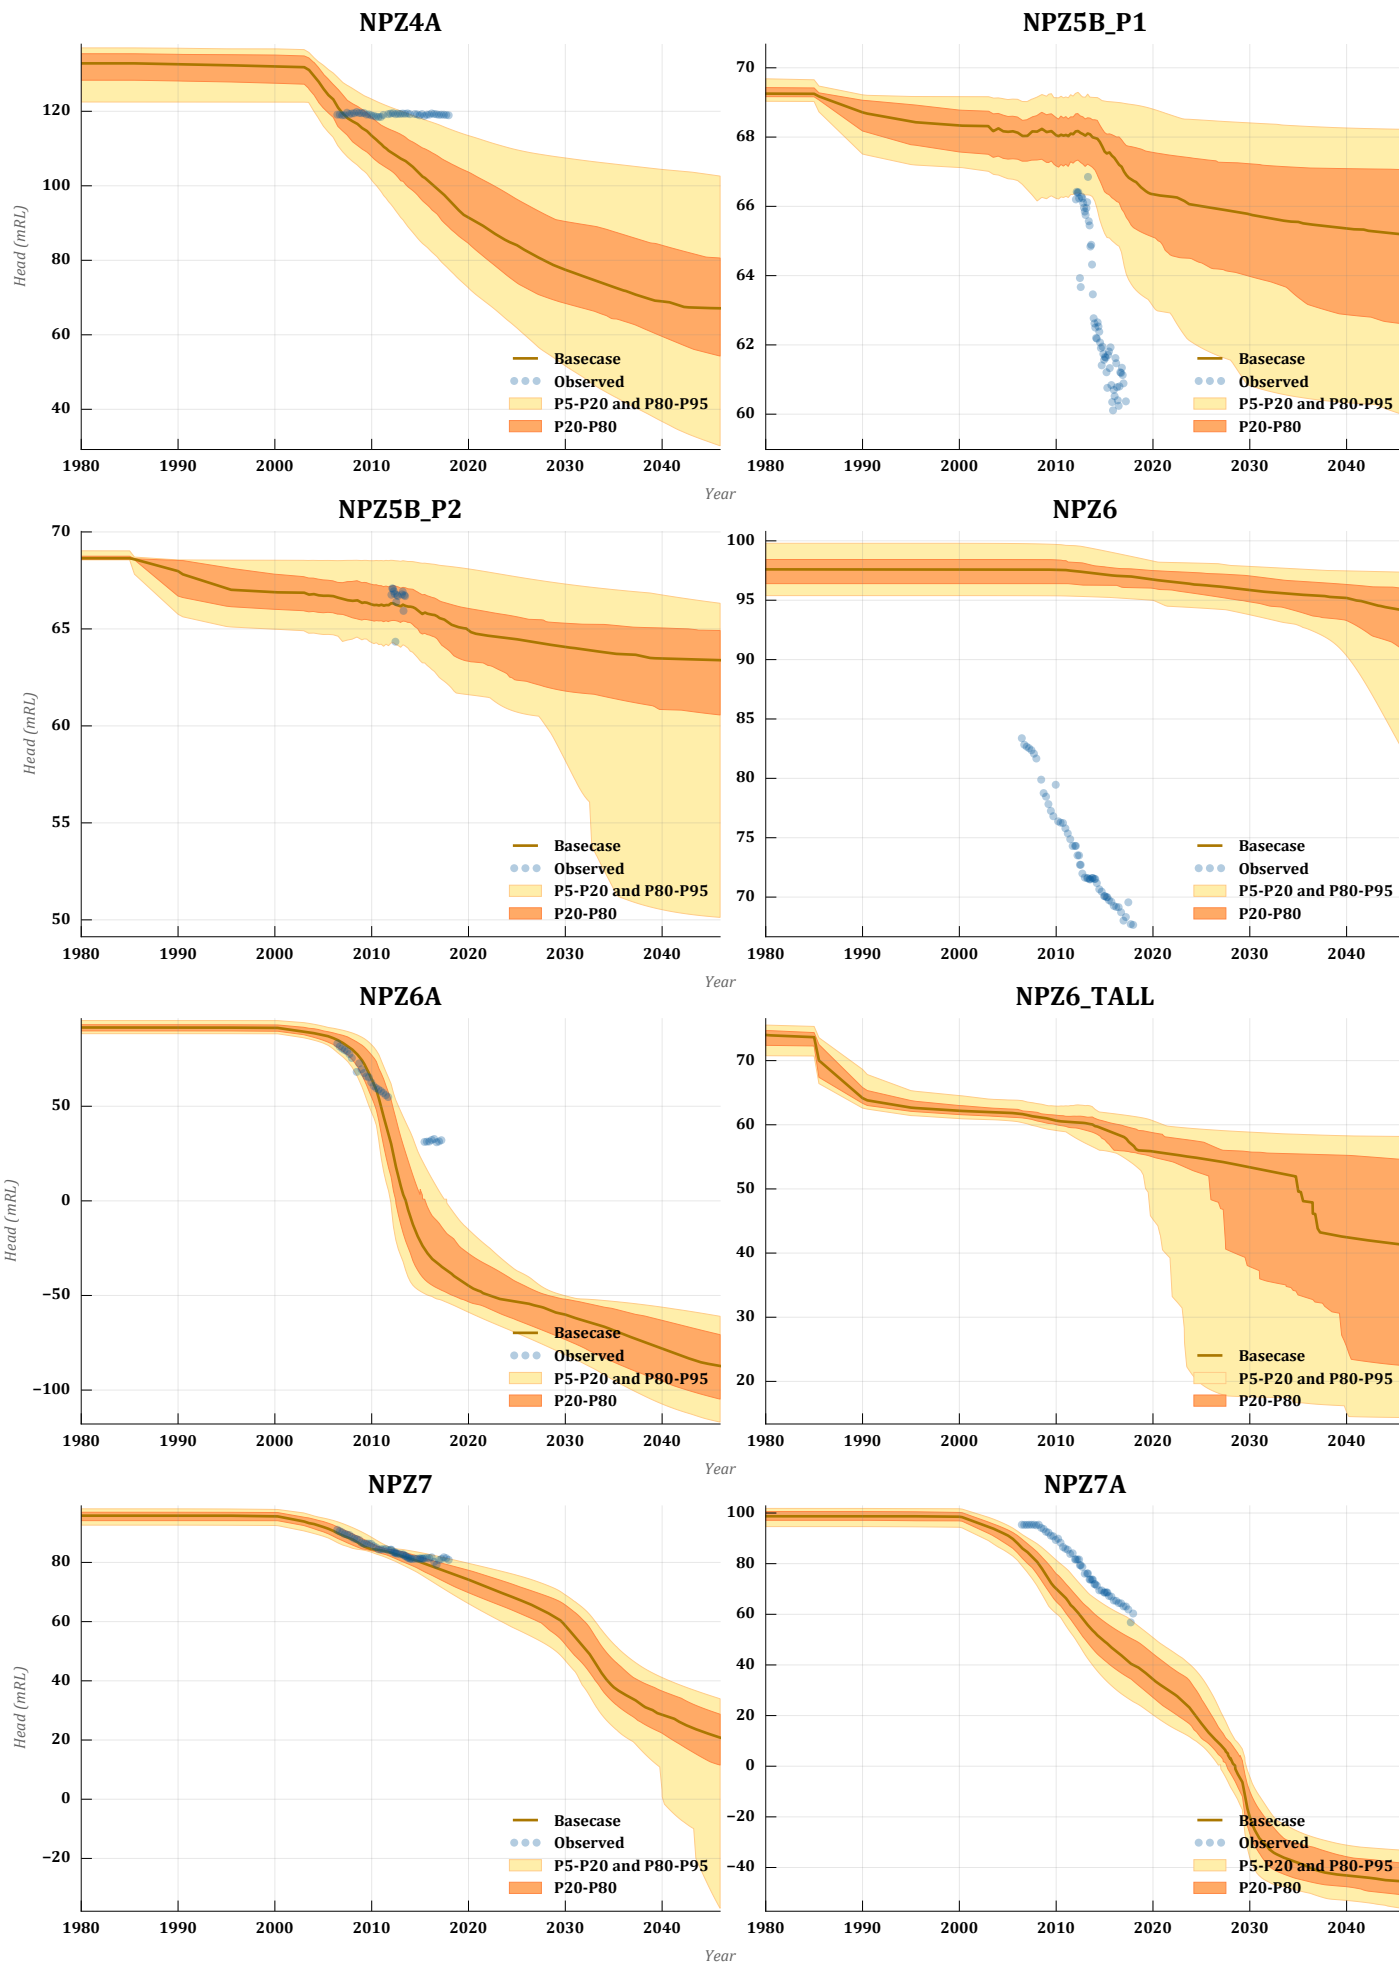 NPZ4A
NPZ5B_P1
120
100
80
60
40
Head (mRL)
Basecase
Observed
P5-P20 and P80-P95
P20-P80
1980 1990 2000 2010 2020 2030 2040
70
68
66
64
62
60
Basecase
Observed
P5-P20 and P80-P95
P20-P80
1980 1990 2000 2010 2020 2030 2040
Year
NPZ5B_P2
NPZ6
70
65
60
55
50
Head (mRL)
Basecase
Observed
P5-P20 and P80-P95
P20-P80
1980 1990 2000 2010 2020 2030 2040
100
95
90
85
80
75
70
Basecase
Observed
P5-P20 and P80-P95
P20-P80
1980 1990 2000 2010 2020 2030 2040
Year
NPZ6A
NPZ6_TALL
50
0
−50
−100
Head (mRL)
Basecase
Observed
P5-P20 and P80-P95
P20-P80
1980 1990 2000 2010 2020 2030 2040
70
60
50
40
30
20
Basecase
P5-P20 and P80-P95
P20-P80
1980 1990 2000 2010 2020 2030 2040
Year
NPZ7
NPZ7A
80
60
40
20
0
−20
Head (mRL)
Basecase
Observed
P5-P20 and P80-P95
P20-P80
1980 1990 2000 2010 2020 2030 2040
100
80
60
40
20
0
−20
−40
Basecase
Observed
P5-P20 and P80-P95
P20-P80
1980 1990 2000 2010 2020 2030 2040
Year